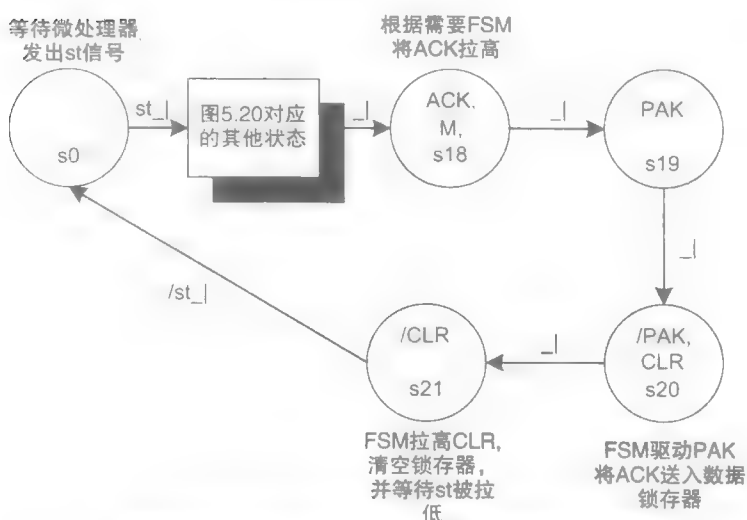 等待微处理器
发出st信号
s0
st_|
图5.20对应
的其他状态
_|
根据需要FSM
将ACK拉高
ACK,
M,
s18
_|
PAK
s19
_|
/PAK,
CLR
s20
FSM驱动PAK
将ACK送入数据
锁存器
_|
/CLR
s21
FSM拉高CLR,
清空锁存器,
并等待st被拉
低
/st_|